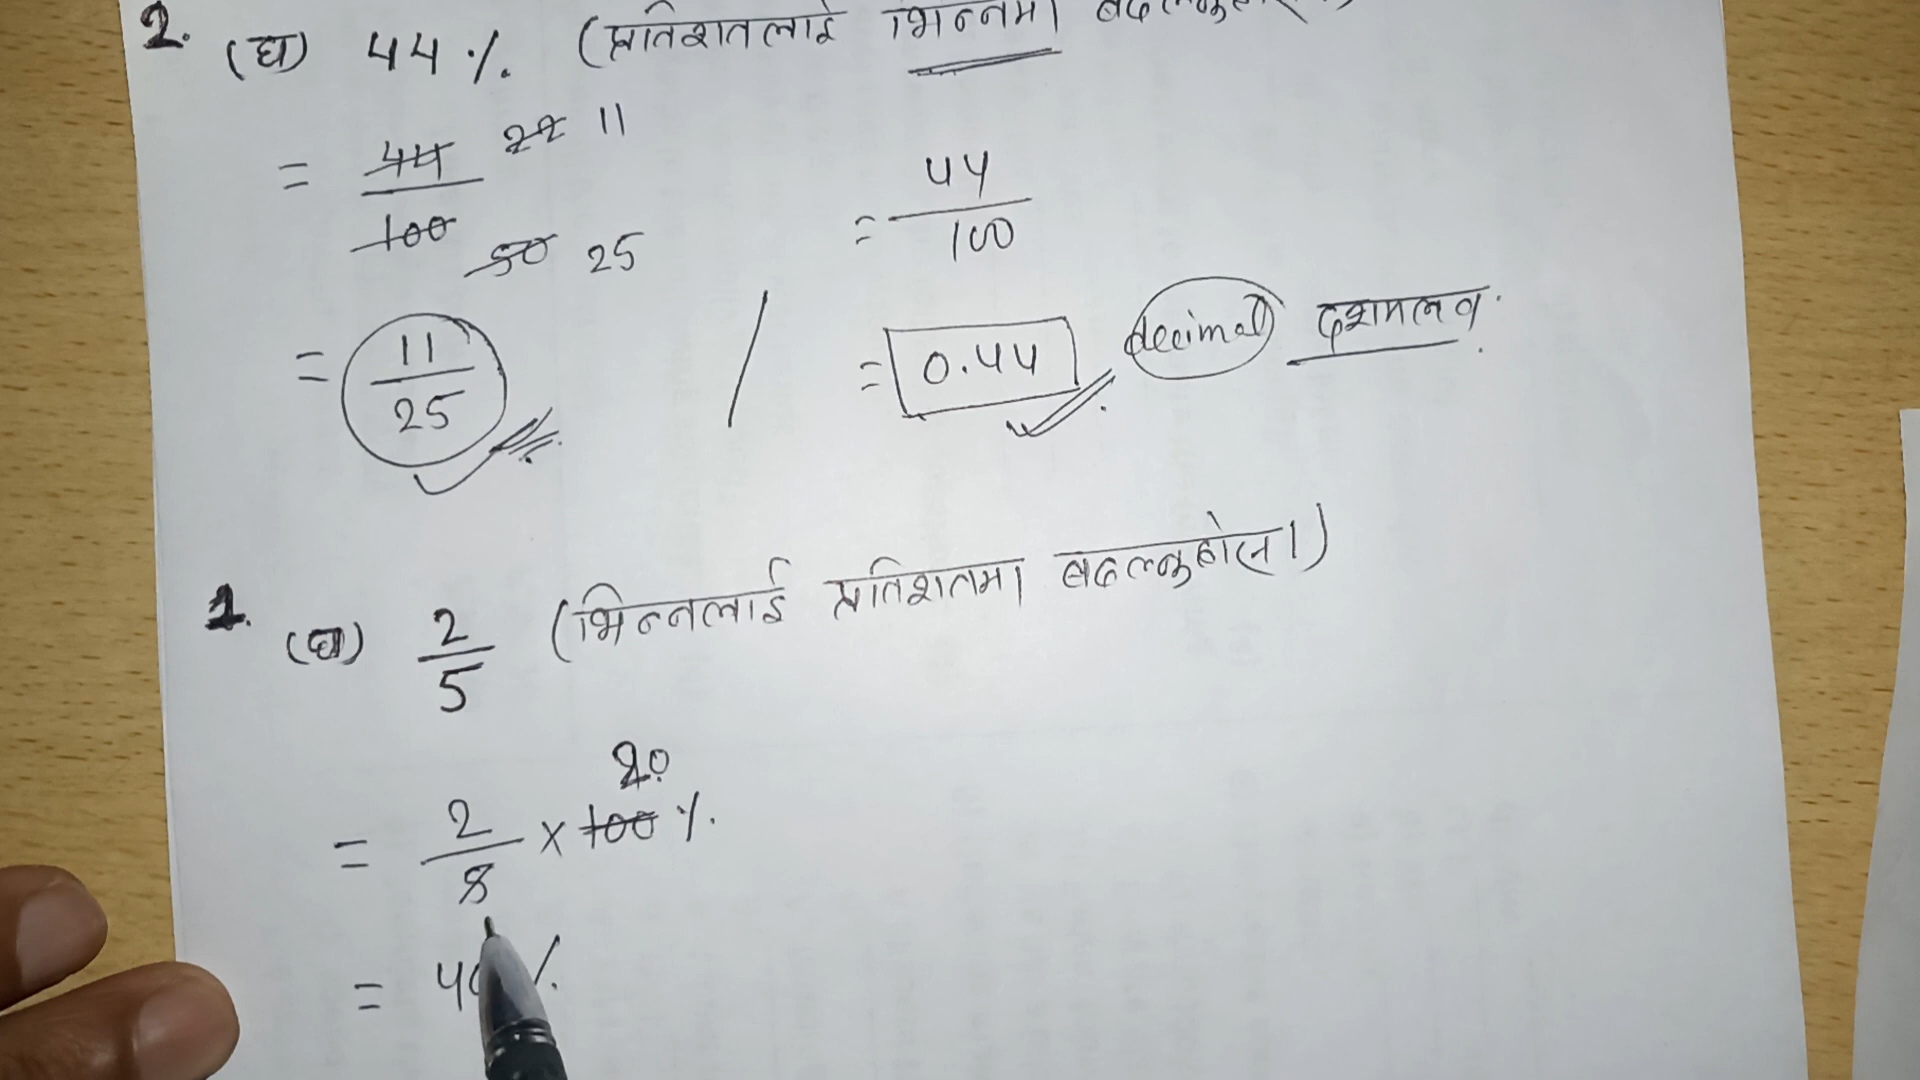 2. (घ) 44% (प्रतिशतलाई भिन्नमा बदल्नुहोस्।)
= 44/100 22 11 50 25
= 44/100
= 11/25 / = 0.44 decimal दशमलव
1. (घ) 2/5 (भिन्नलाई प्रतिशतमा बदल्नुहोस्।)
20
= 2/5 × 100%
= 40%